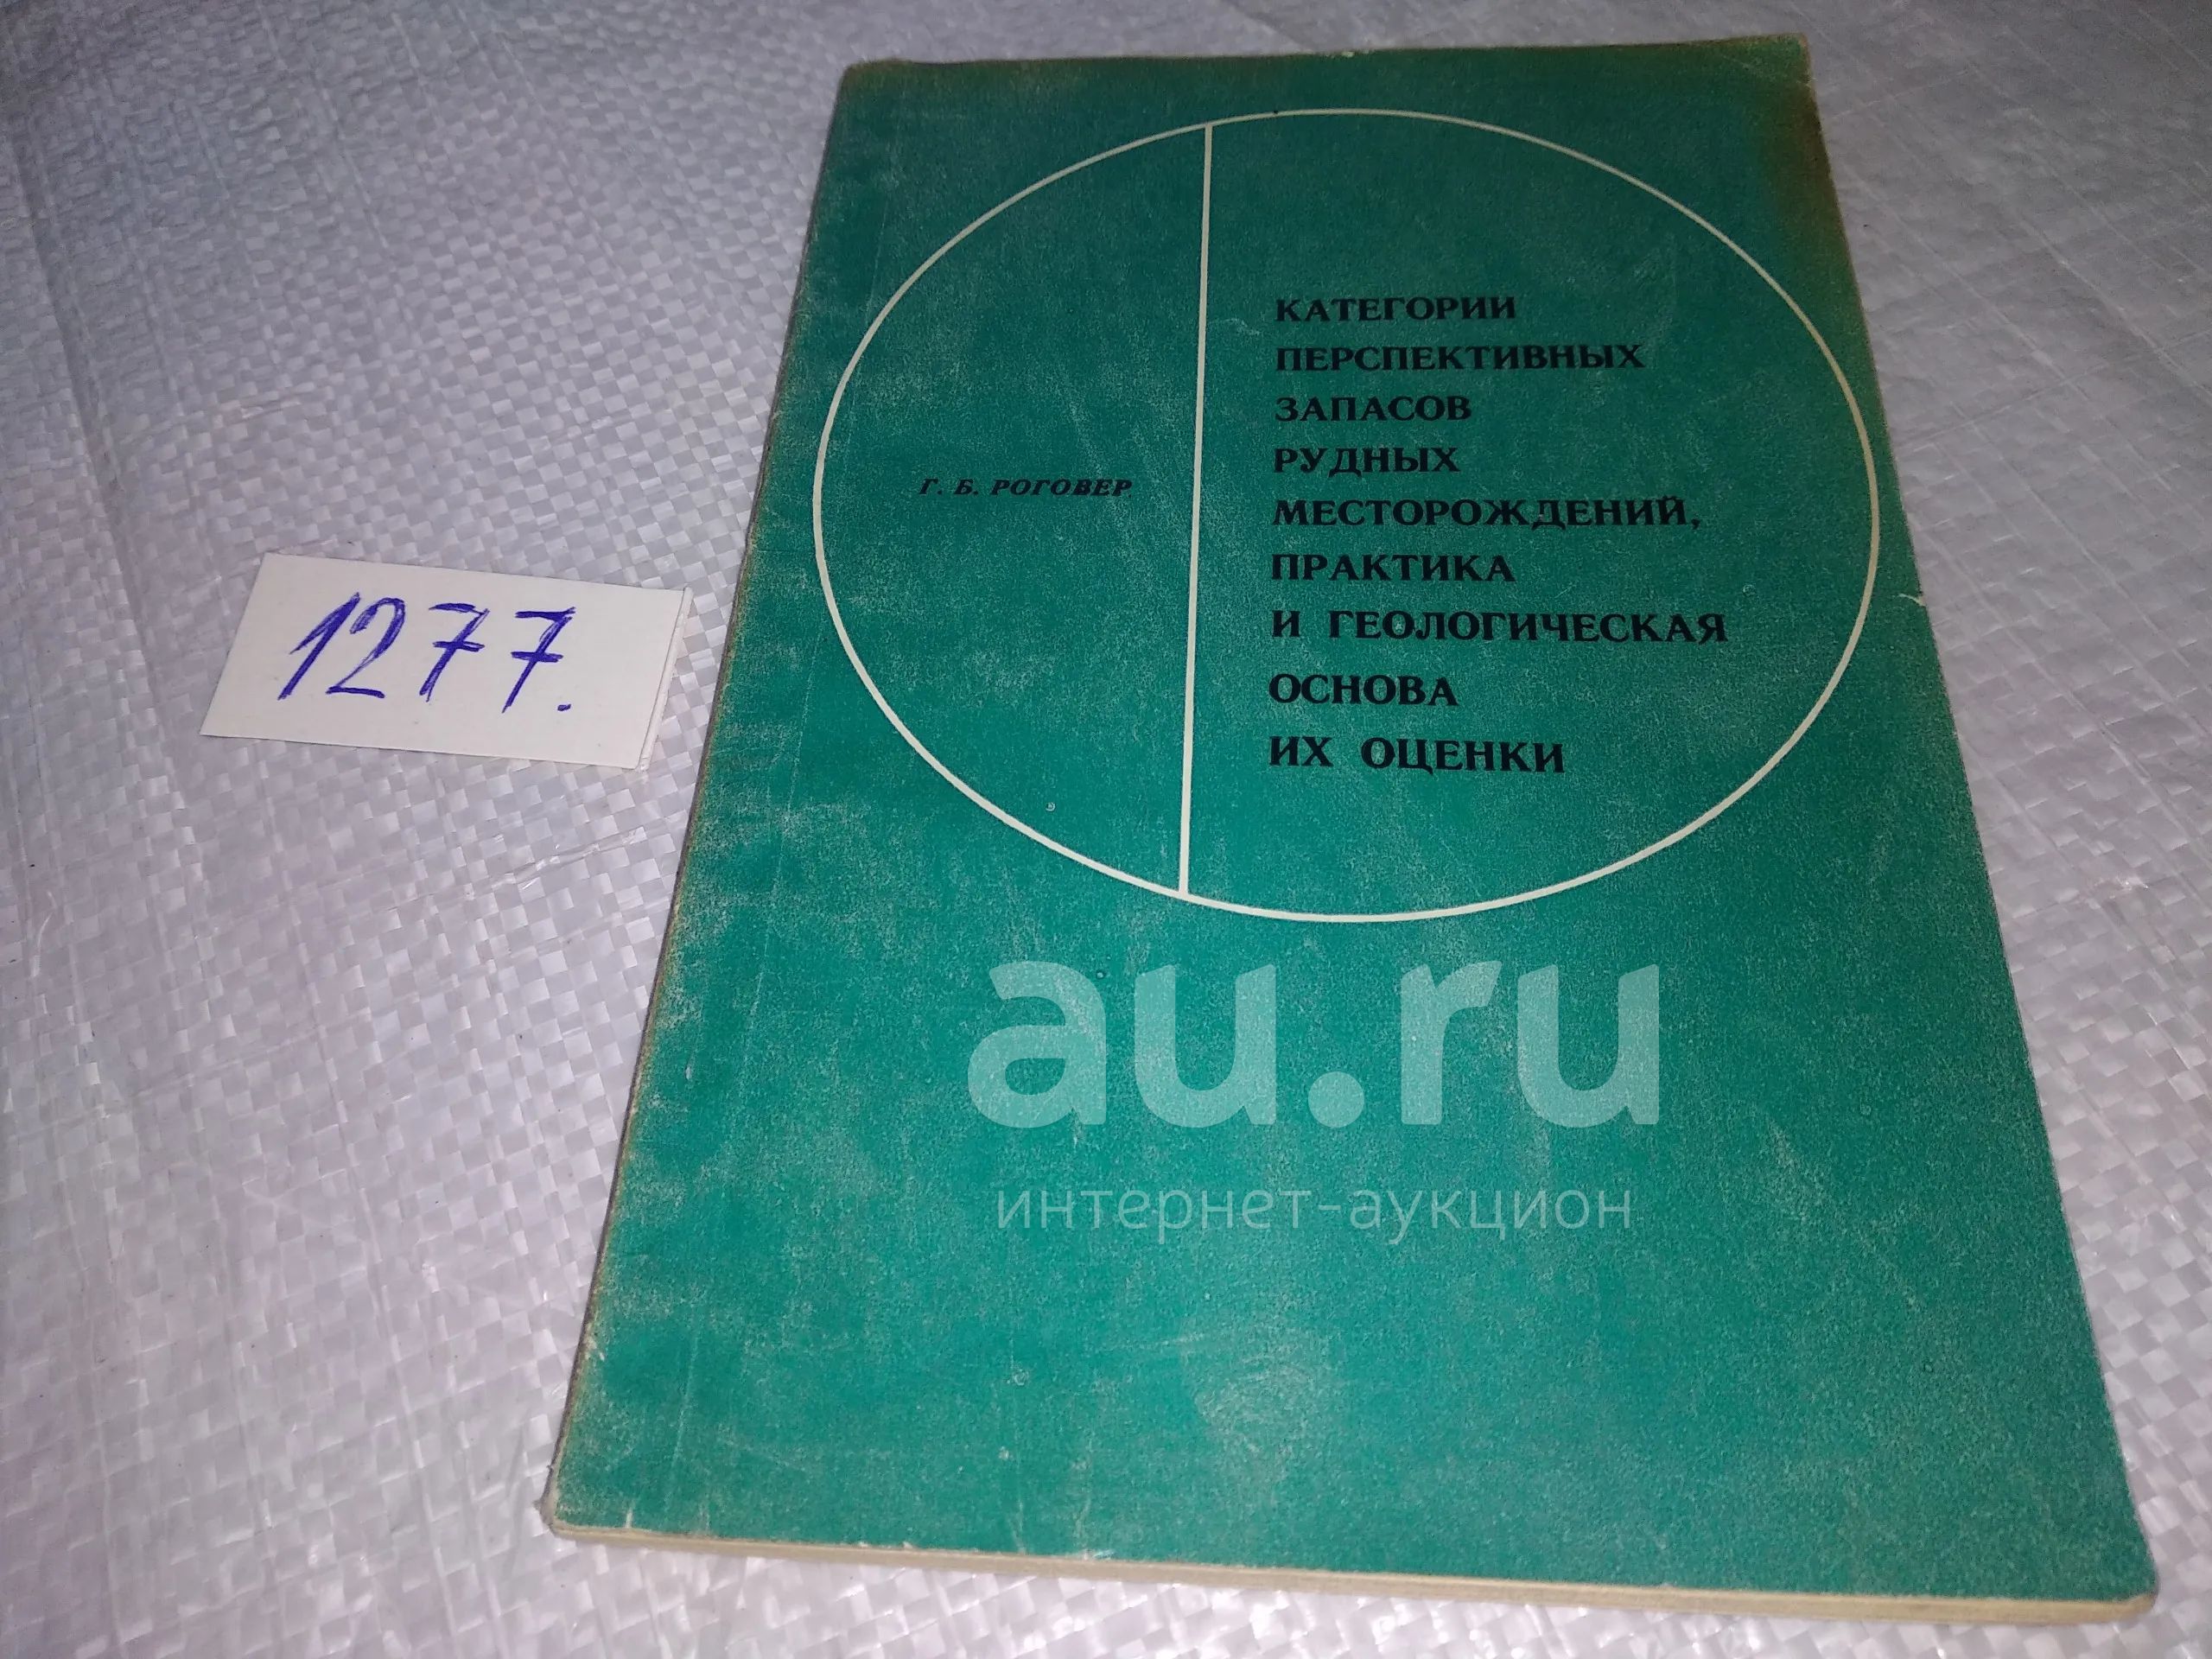 КАТЕГОРИИ
ПЕРСПЕКТИВНЫХ
ЗАПАСОВ
РУДНЫХ
МЕСТОРОЖДЕНИЙ,
ПРАКТИКА
И ГЕОЛОГИЧЕСКАЯ
ОСНОВА
ИХ ОЦЕНКИ
Г. Б. РОГОВЕР
1277.
au.ru
интернет-аукцион